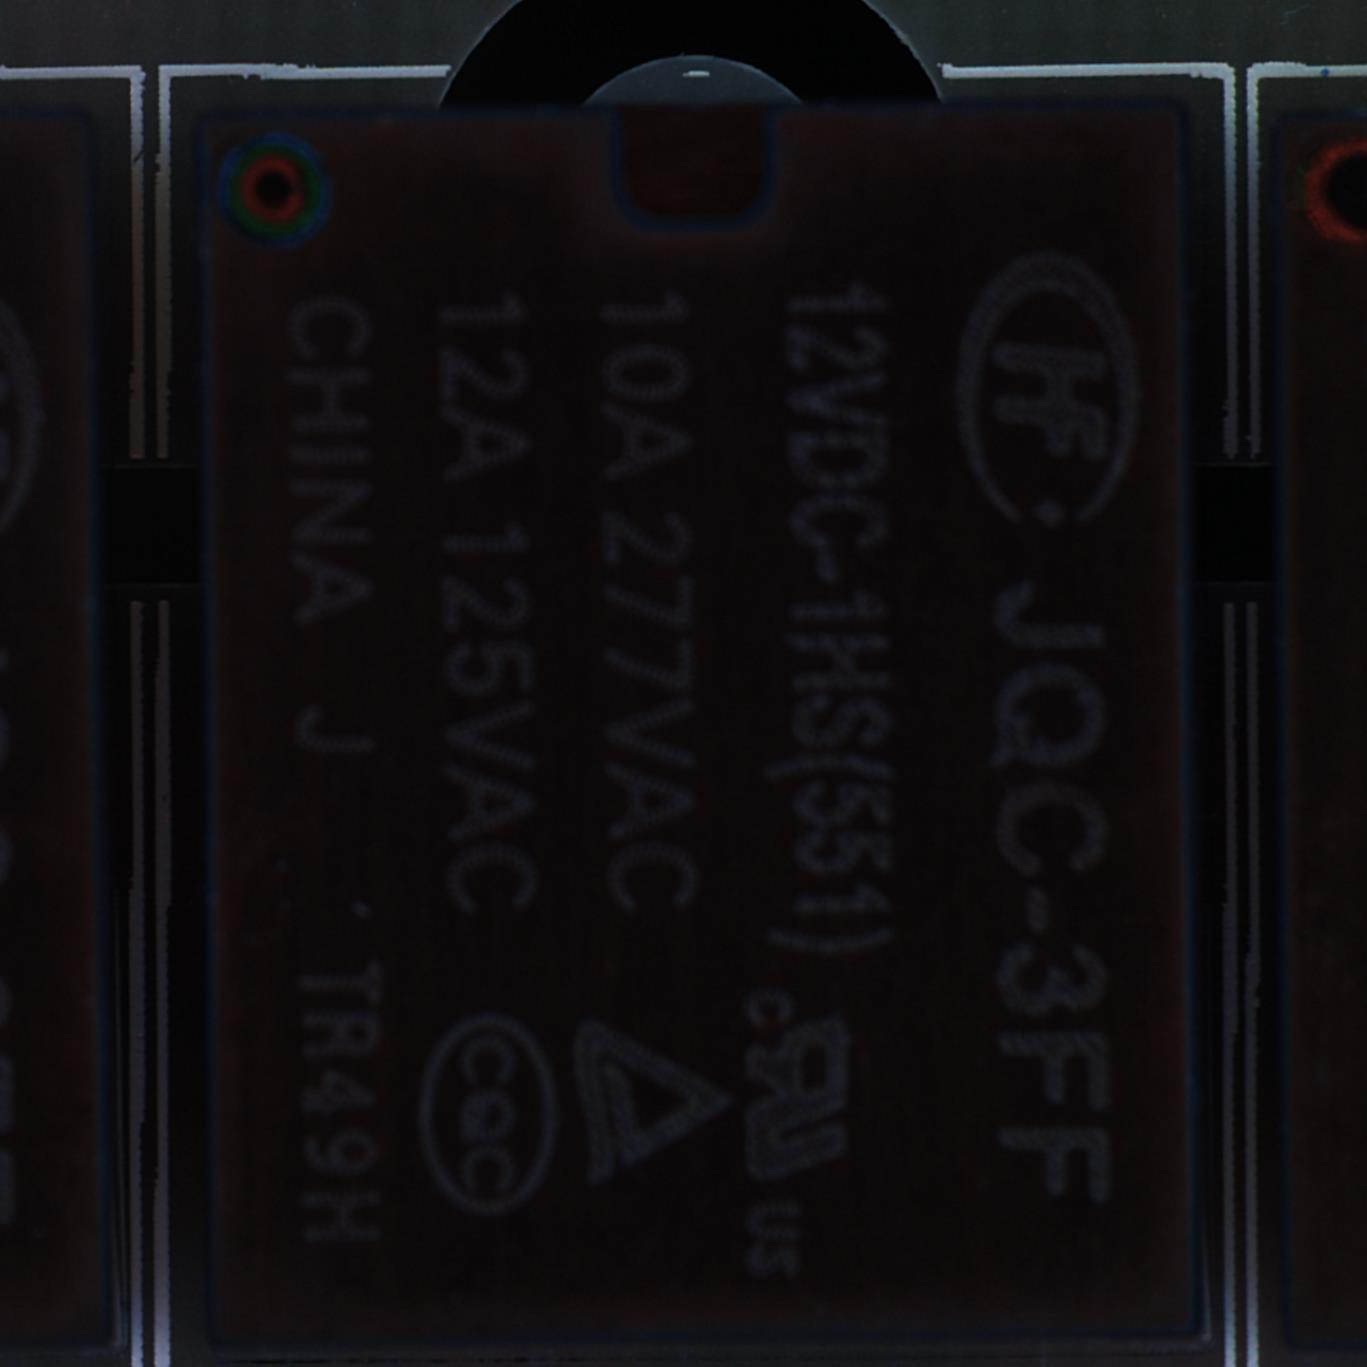 HF JQC-3FF
12VDC-1HS(551)
10A 277VAC
12A 125VAC
CHINA J TR49H
c US
cqc